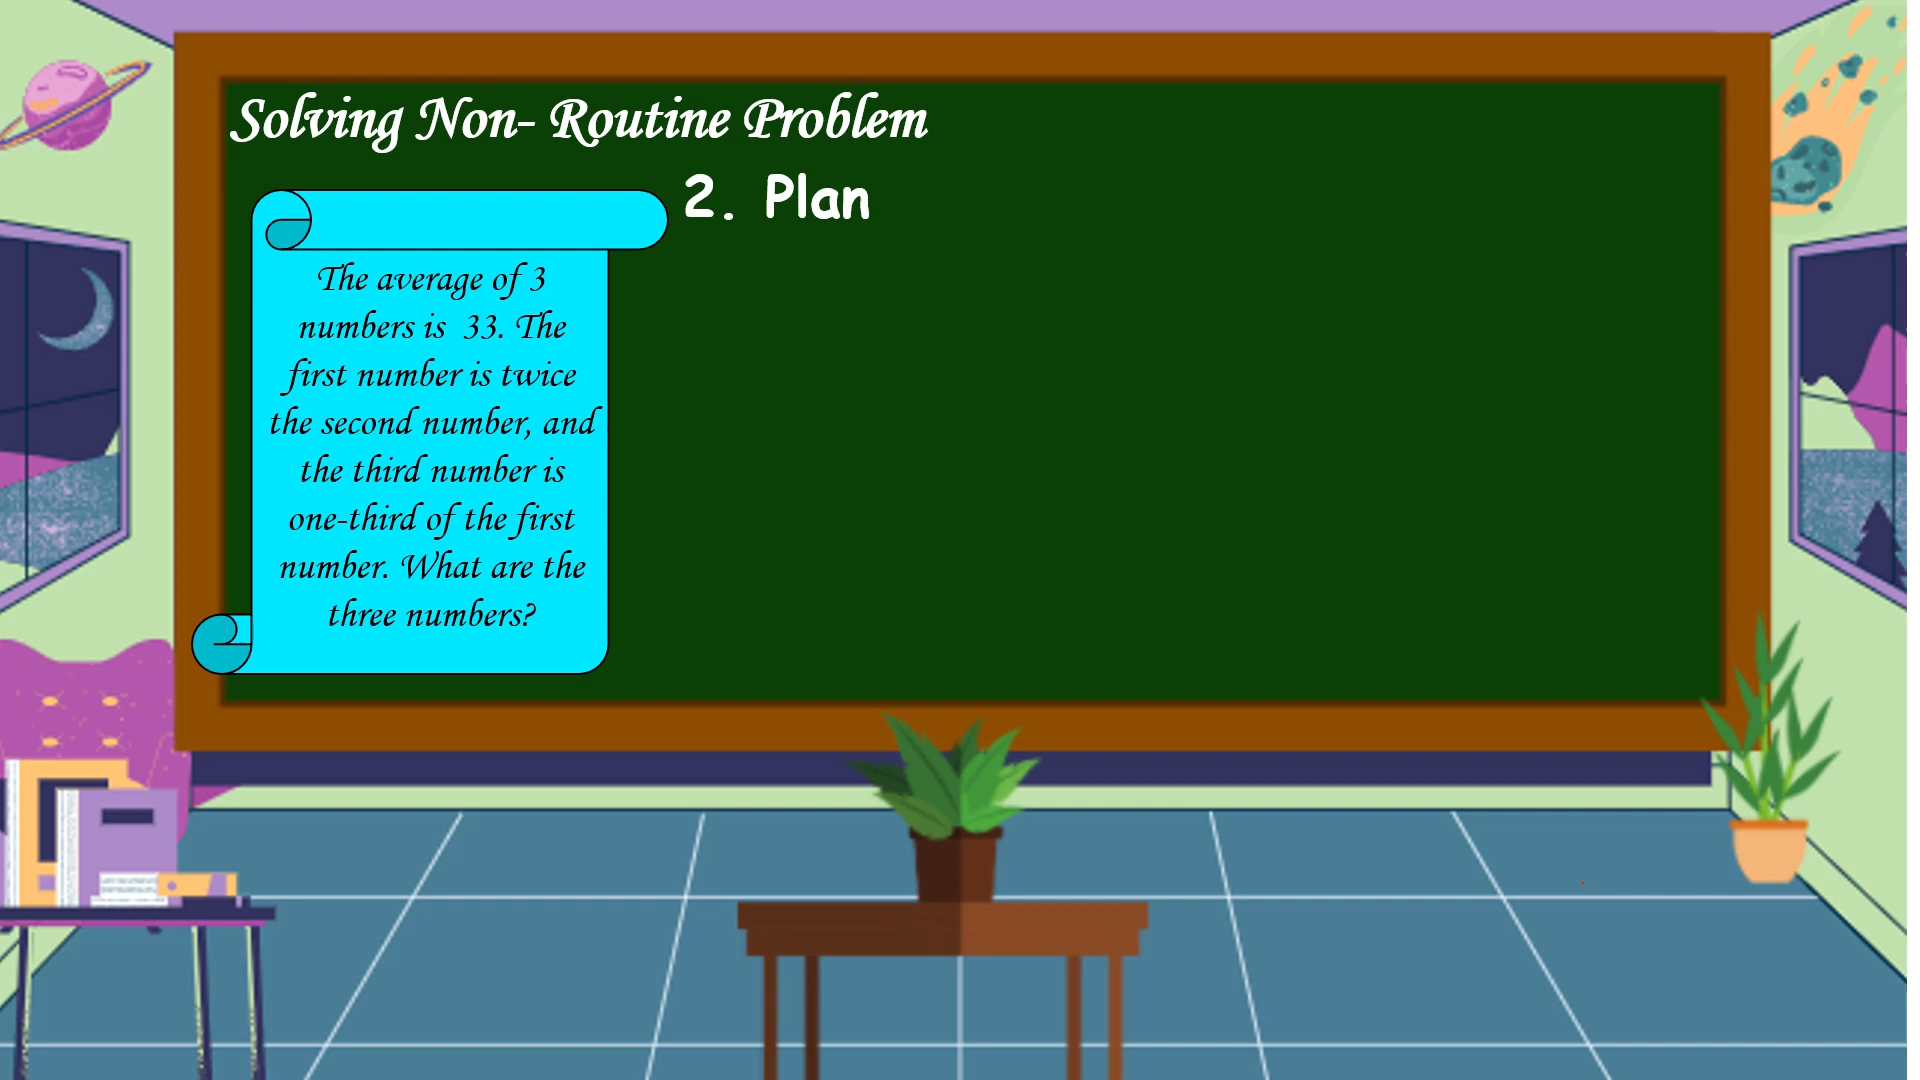 Solving Non- Routine Problem
2. Plan
The average of 3
numbers is  33. The
first number is twice
the second number, and
the third number is
one-third of the first
number. What are the
three numbers?